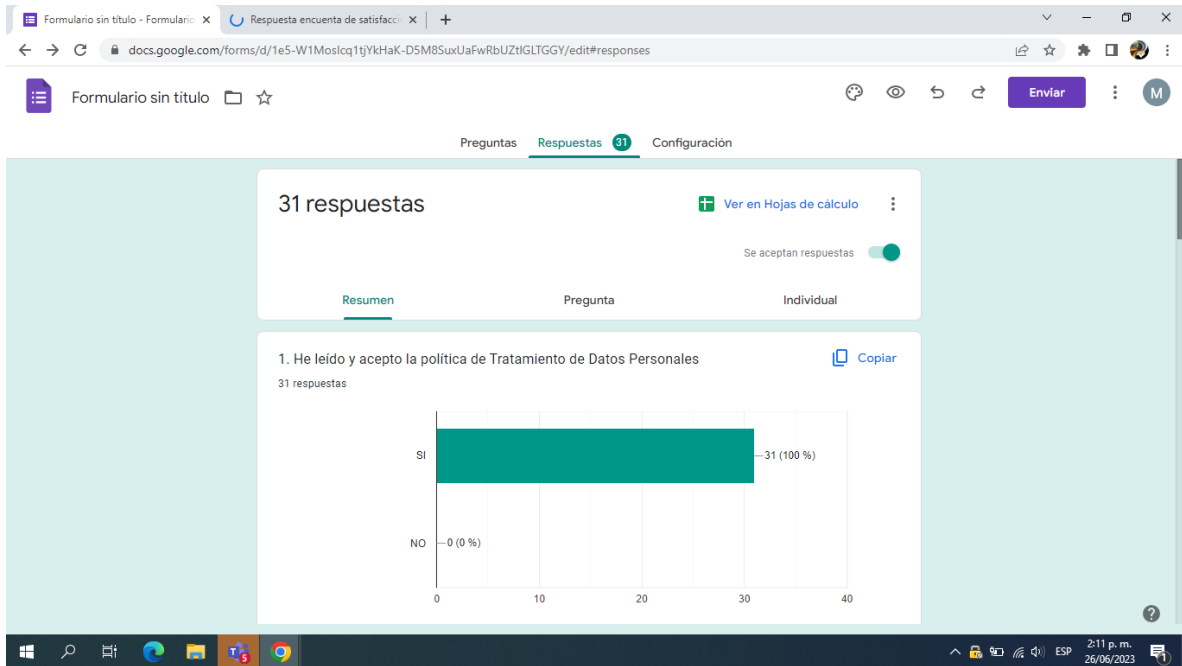 Formulario sin título - Formulario
Respuesta encuenta de satisfacci
docs.google.com/forms/d/1e5-W1MosIcq1tjYkHaK-D5M8SuxUaFwRbUZtIGLTGGY/edit#responses
Formulario sin título
Enviar
M
Preguntas
Respuestas 31
Configuración
31 respuestas
Ver en Hojas de cálculo
Se aceptan respuestas
Resumen
Pregunta
Individual
1. He leído y acepto la política de Tratamiento de Datos Personales
Copiar
31 respuestas
SI
31 (100 %)
NO
0 (0 %)
0 10 20 30 40
T
S
ESP
2:11 p. m.
26/06/2023
1